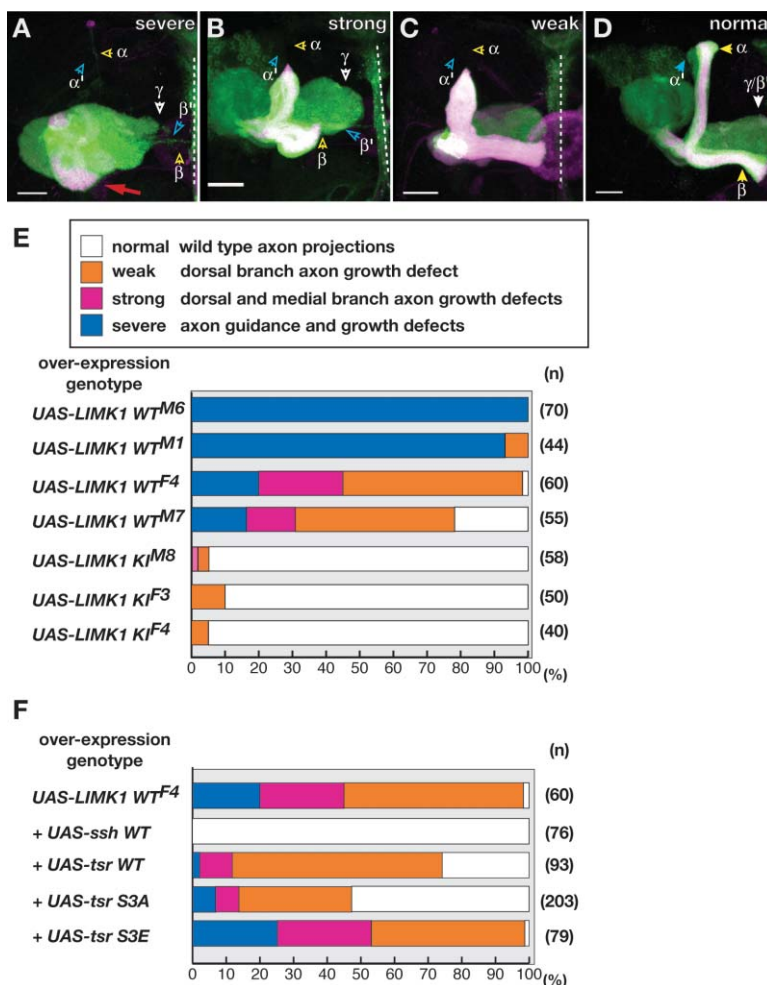 A severe
α
α'
γ
β'
β
B strong
α
α'
γ
β
β'
C weak
α
α'
D normal
α
α'
γ/β'
β
E
normal wild type axon projections
weak dorsal branch axon growth defect
strong dorsal and medial branch axon growth defects
severe axon guidance and growth defects
over-expression
genotype
(n)
UAS-LIMK1 WT^M6 (70)
UAS-LIMK1 WT^M1 (44)
UAS-LIMK1 WT^F4 (60)
UAS-LIMK1 WT^M7 (55)
UAS-LIMK1 KI^M8 (58)
UAS-LIMK1 KI^F3 (50)
UAS-LIMK1 KI^F4 (40)
0 10 20 30 40 50 60 70 80 90 100
(%)
F
over-expression
genotype
(n)
UAS-LIMK1 WT^F4 (60)
+ UAS-ssh WT (76)
+ UAS-tsr WT (93)
+ UAS-tsr S3A (203)
+ UAS-tsr S3E (79)
0 10 20 30 40 50 60 70 80 90 100
(%)